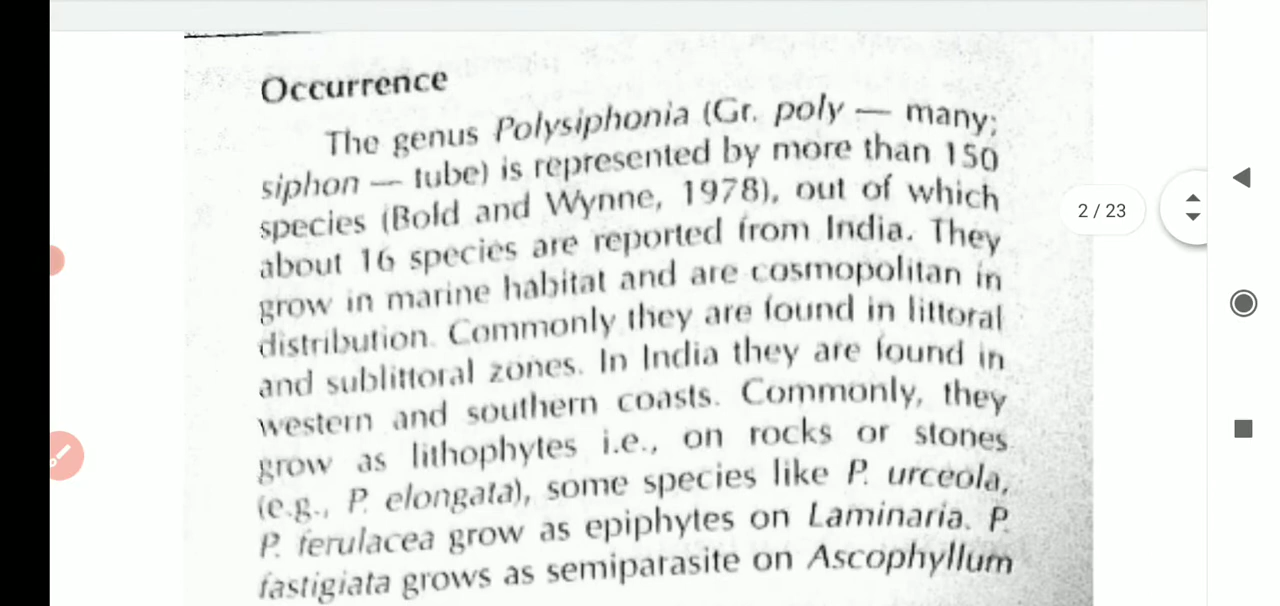 Occurrence
The genus Polysiphonia (Gr. poly — many;
siphon — tube) is represented by more than 150
species (Bold and Wynne, 1978), out of which
about 16 species are reported from India. They
grow in marine habitat and are cosmopolitan in
distribution. Commonly they are found in littoral
and sublittoral zones. In India they are found in
western and southern coasts. Commonly, they
grow as lithophytes i.e., on rocks or stones
(e.g., P. elongata), some species like P. urceola,
P. ferulacea grow as epiphytes on Laminaria. P.
fastigiata grows as semiparasite on Ascophyllum
2 / 23